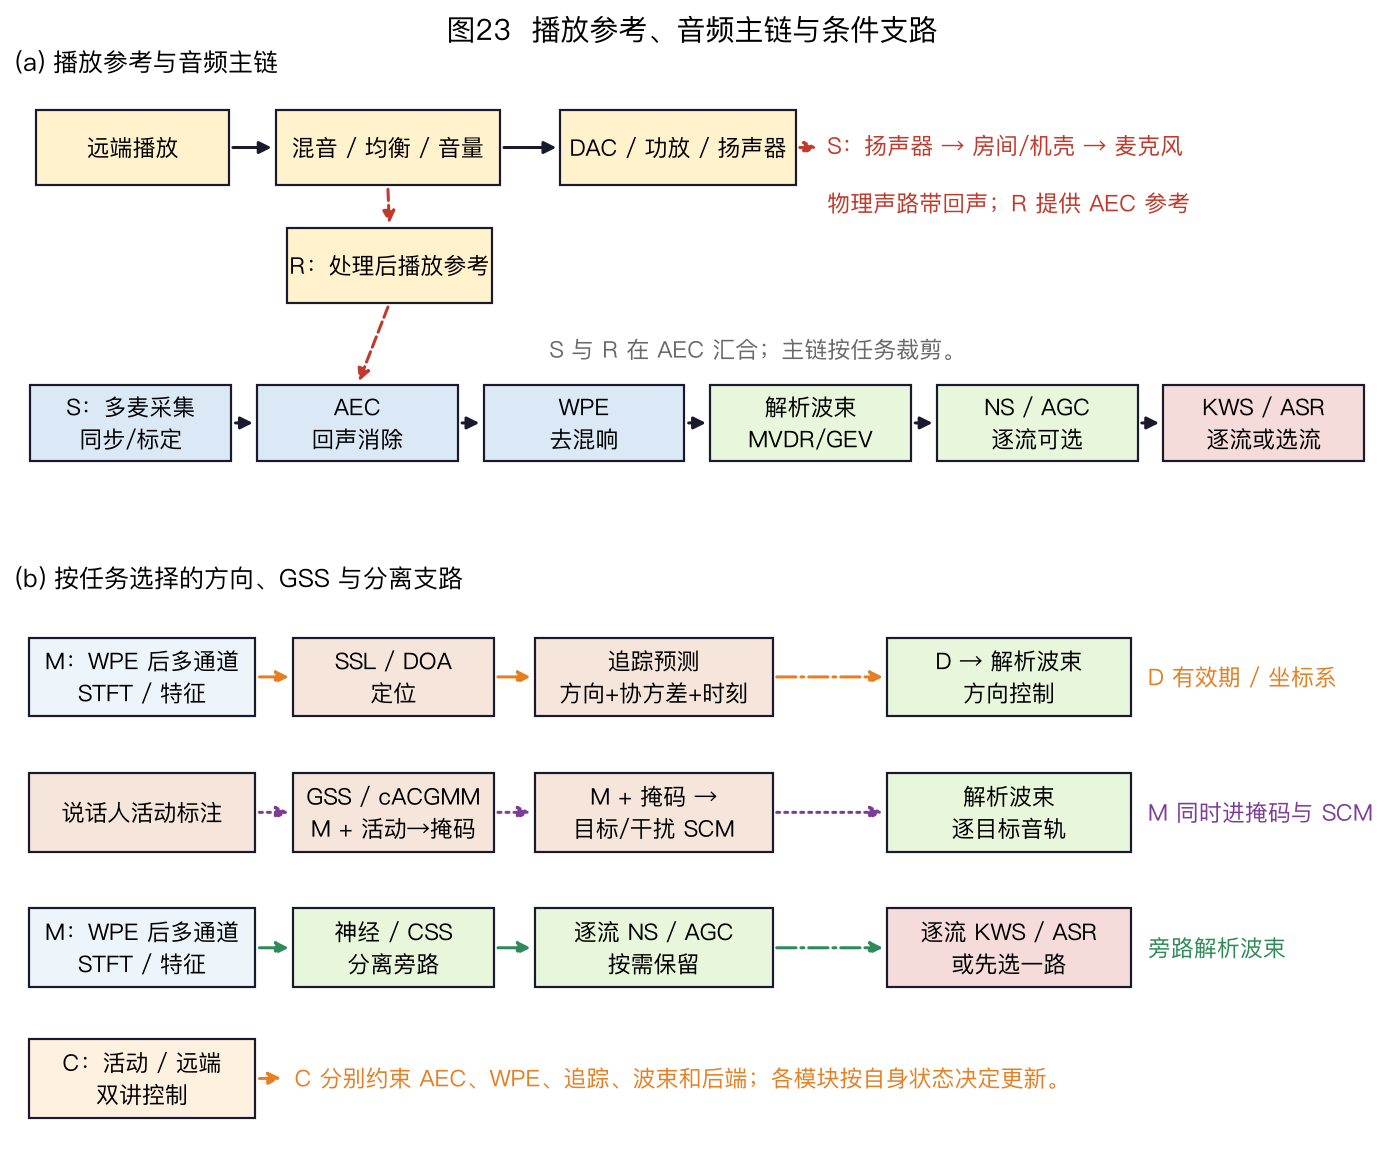 图23 播放参考、音频主链与条件支路
(a) 播放参考与音频主链
远端播放
混音 / 均衡 / 音量
DAC / 功放 / 扬声器
S：扬声器 → 房间/机壳 → 麦克风
物理声路带回声；R 提供 AEC 参考
R：处理后播放参考
S 与 R 在 AEC 汇合；主链按任务裁剪。
S：多麦采集
同步/标定
AEC
回声消除
WPE
去混响
解析波束
MVDR/GEV
NS / AGC
逐流可选
KWS / ASR
逐流或选流
(b) 按任务选择的方向、GSS 与分离支路
M：WPE 后多通道
STFT / 特征
SSL / DOA
定位
追踪预测
方向+协方差+时刻
D → 解析波束
方向控制
D 有效期 / 坐标系
说话人活动标注
GSS / cACGMM
M + 活动→掩码
M + 掩码 →
目标/干扰 SCM
解析波束
逐目标音轨
M 同时进掩码与 SCM
M：WPE 后多通道
STFT / 特征
神经 / CSS
分离旁路
逐流 NS / AGC
按需保留
逐流 KWS / ASR
或先选一路
旁路解析波束
C：活动 / 远端
双讲控制
C 分别约束 AEC、WPE、追踪、波束和后端；各模块按自身状态决定更新。